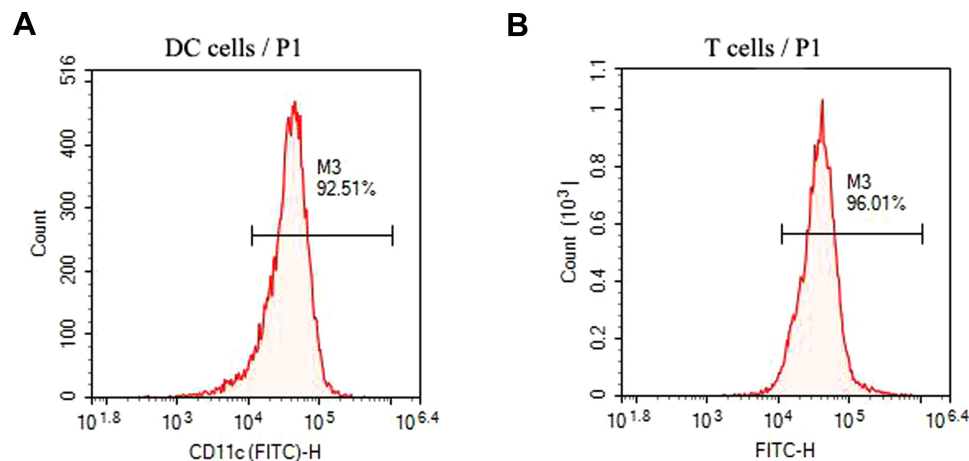 A
DC cells / P1
516
400
300
200
100
0
Count
M3
92.51%
10^1.8
10^3
10^4
10^5
10^6.4
CD11c (FITC)-H
B
T cells / P1
1.1
1
0.8
0.6
0.4
0.2
0
Count (10^3)
M3
96.01%
10^1.8
10^3
10^4
10^5
10^6.4
FITC-H